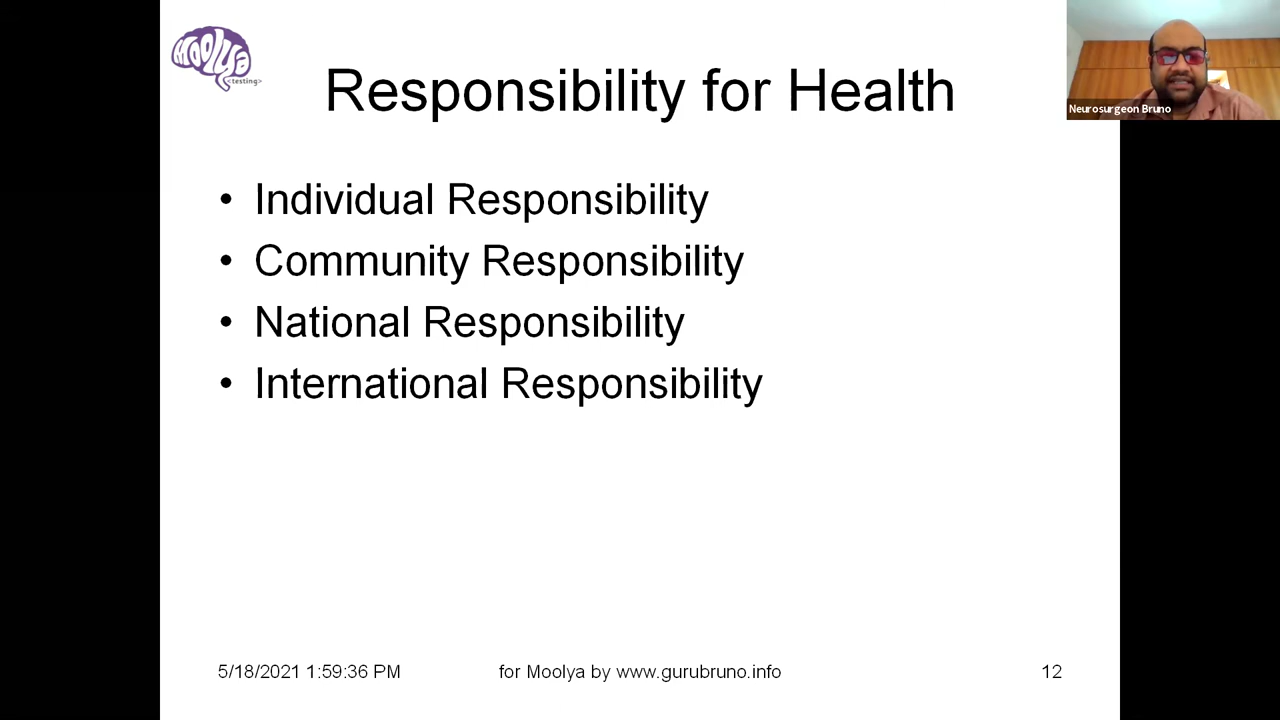 Moolya
<testing>
Responsibility for Health
Neurosurgeon Bruno
• Individual Responsibility
• Community Responsibility
• National Responsibility
• International Responsibility
5/18/2021 1:59:36 PM
for Moolya by www.gurubruno.info
12